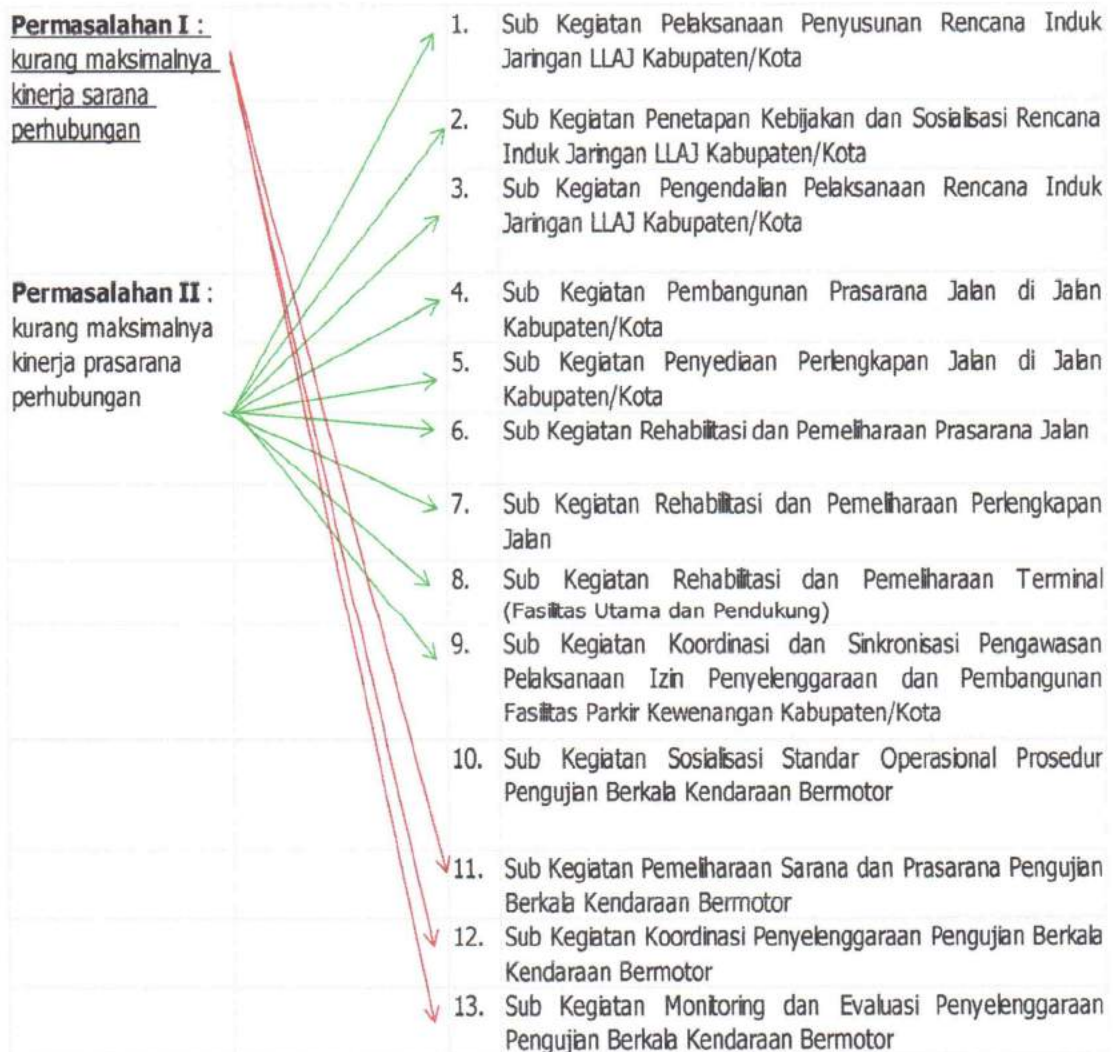 Permasalahan I :
kurang maksimalnya
kinerja sarana
perhubungan
1. Sub Kegiatan Pelaksanaan Penyusunan Rencana Induk
Jaringan LLAJ Kabupaten/Kota
2. Sub Kegiatan Penetapan Kebijakan dan Sosialisasi Rencana
Induk Jaringan LLAJ Kabupaten/Kota
3. Sub Kegiatan Pengendalian Pelaksanaan Rencana Induk
Jaringan LLAJ Kabupaten/Kota
Permasalahan II :
kurang maksimalnya
kinerja prasarana
perhubungan
4. Sub Kegiatan Pembangunan Prasarana Jalan di Jalan
Kabupaten/Kota
5. Sub Kegiatan Penyediaan Perlengkapan Jalan di Jalan
Kabupaten/Kota
6. Sub Kegiatan Rehabilitasi dan Pemeliharaan Prasarana Jalan
7. Sub Kegiatan Rehabilitasi dan Pemeliharaan Perlengkapan
Jalan
8. Sub Kegiatan Rehabilitasi dan Pemeliharaan Terminal
(Fasilitas Utama dan Pendukung)
9. Sub Kegiatan Koordinasi dan Sinkronisasi Pengawasan
Pelaksanaan Izin Penyelenggaraan dan Pembangunan
Fasilitas Parkir Kewenangan Kabupaten/Kota
10. Sub Kegiatan Sosialisasi Standar Operasional Prosedur
Pengujian Berkala Kendaraan Bermotor
11. Sub Kegiatan Pemeliharaan Sarana dan Prasarana Pengujian
Berkala Kendaraan Bermotor
12. Sub Kegiatan Koordinasi Penyelenggaraan Pengujian Berkala
Kendaraan Bermotor
13. Sub Kegiatan Monitoring dan Evaluasi Penyelenggaraan
Pengujian Berkala Kendaraan Bermotor